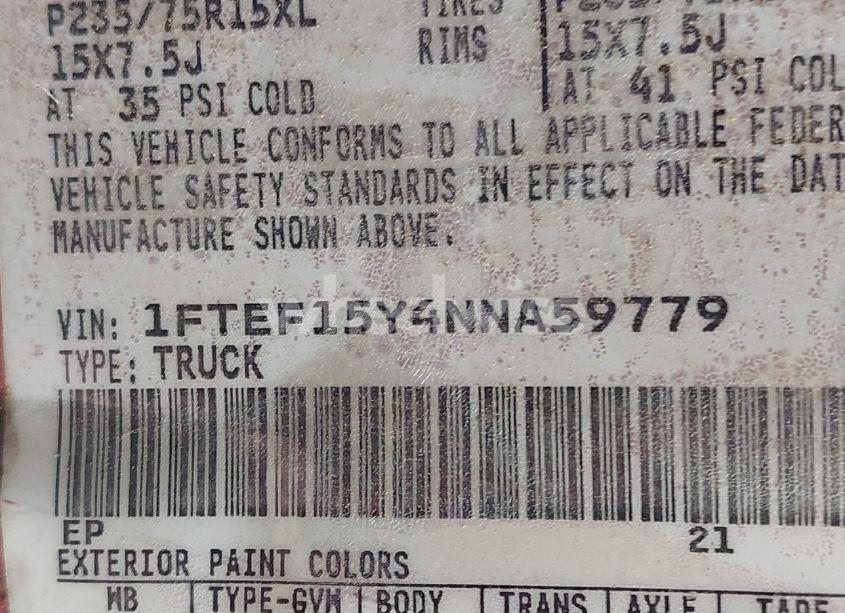 P235/75R15XL TIRES
15X7.5J RIMS 15X7.5J
AT 35 PSI COLD AT 41 PSI COL
THIS VEHICLE CONFORMS TO ALL APPLICABLE FEDER
VEHICLE SAFETY STANDARDS IN EFFECT ON THE DAT
MANUFACTURE SHOWN ABOVE.
VIN: 1FTEF15Y4NNA59779
TYPE: TRUCK
EP 21
EXTERIOR PAINT COLORS
WB TYPE-GVW BODY TRANS AXLE TAPE